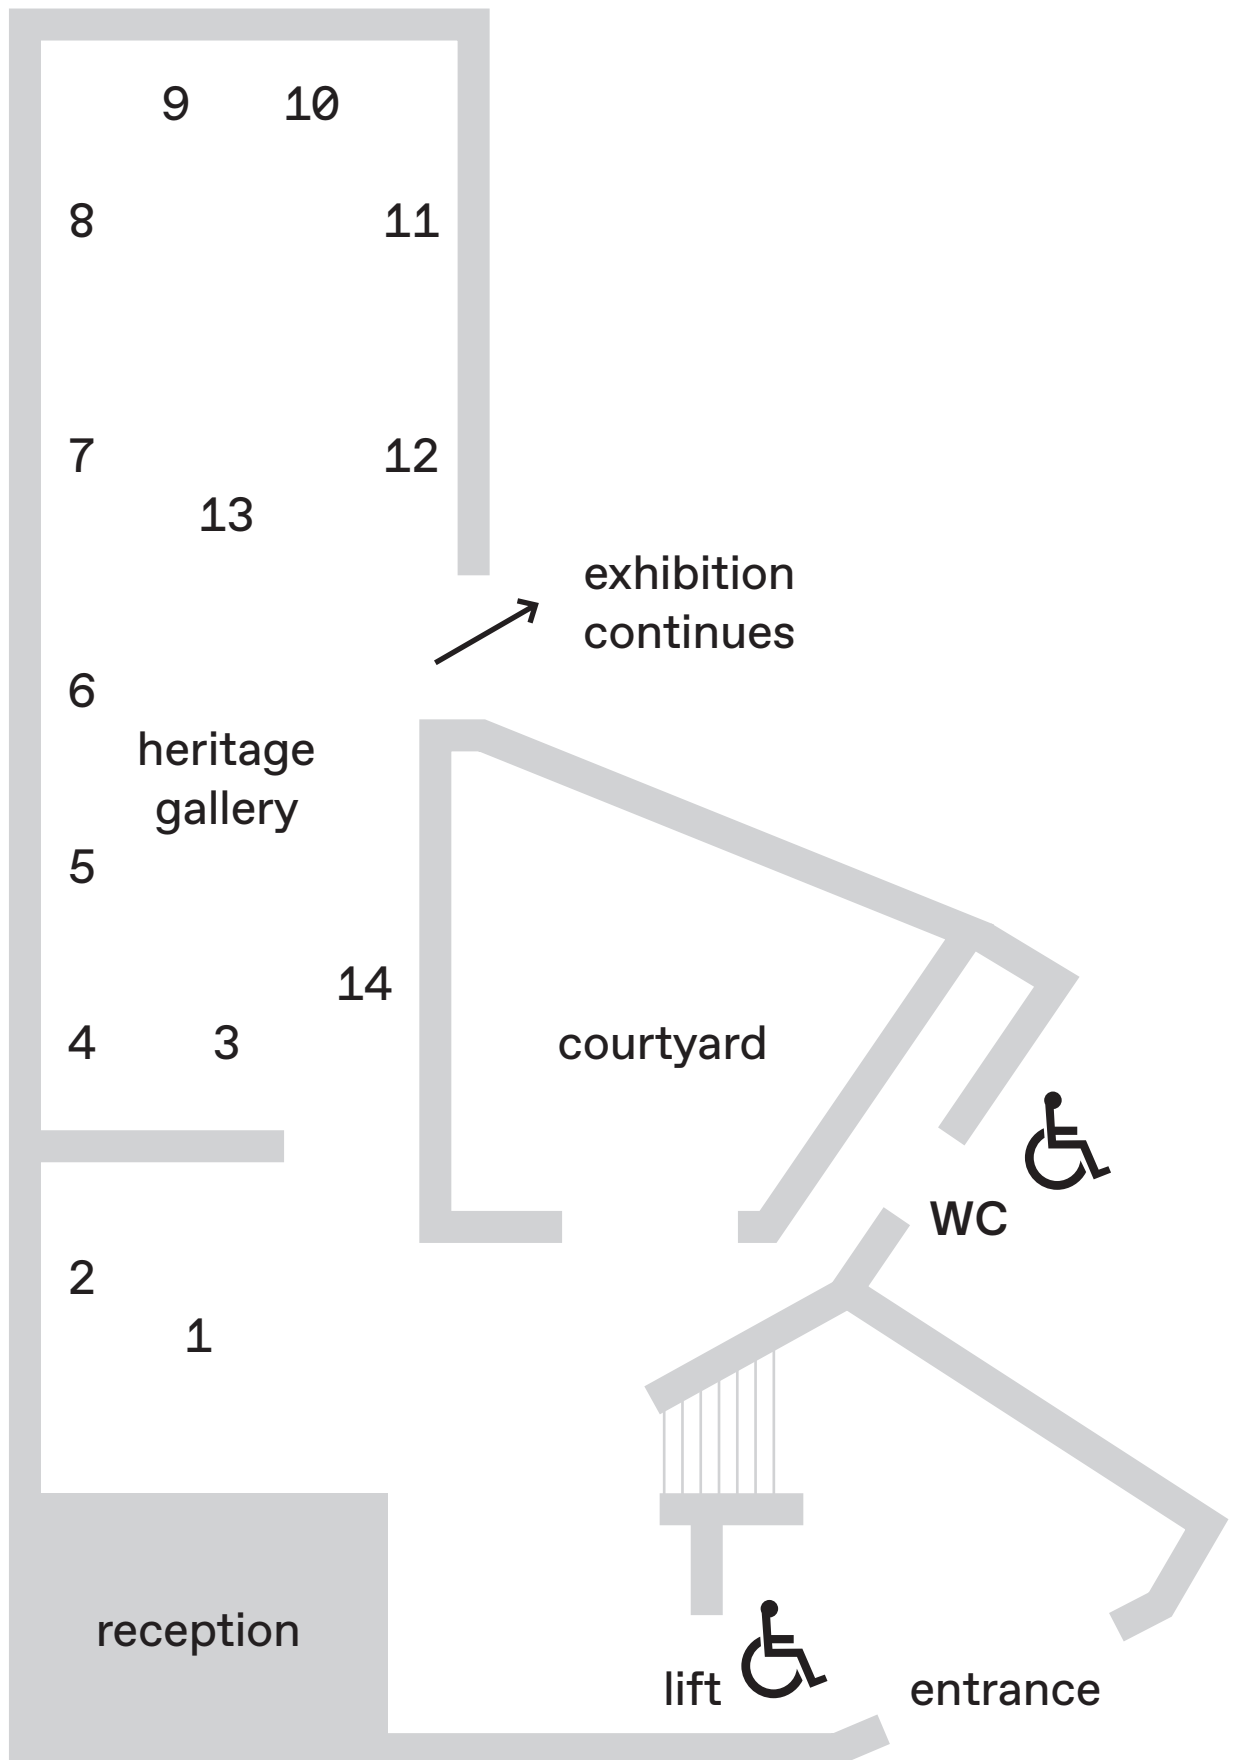 9 10
8 11
7 12
13
exhibition
continues
6
heritage
gallery
5
14
4 3 courtyard
WC
2
1
reception
lift entrance